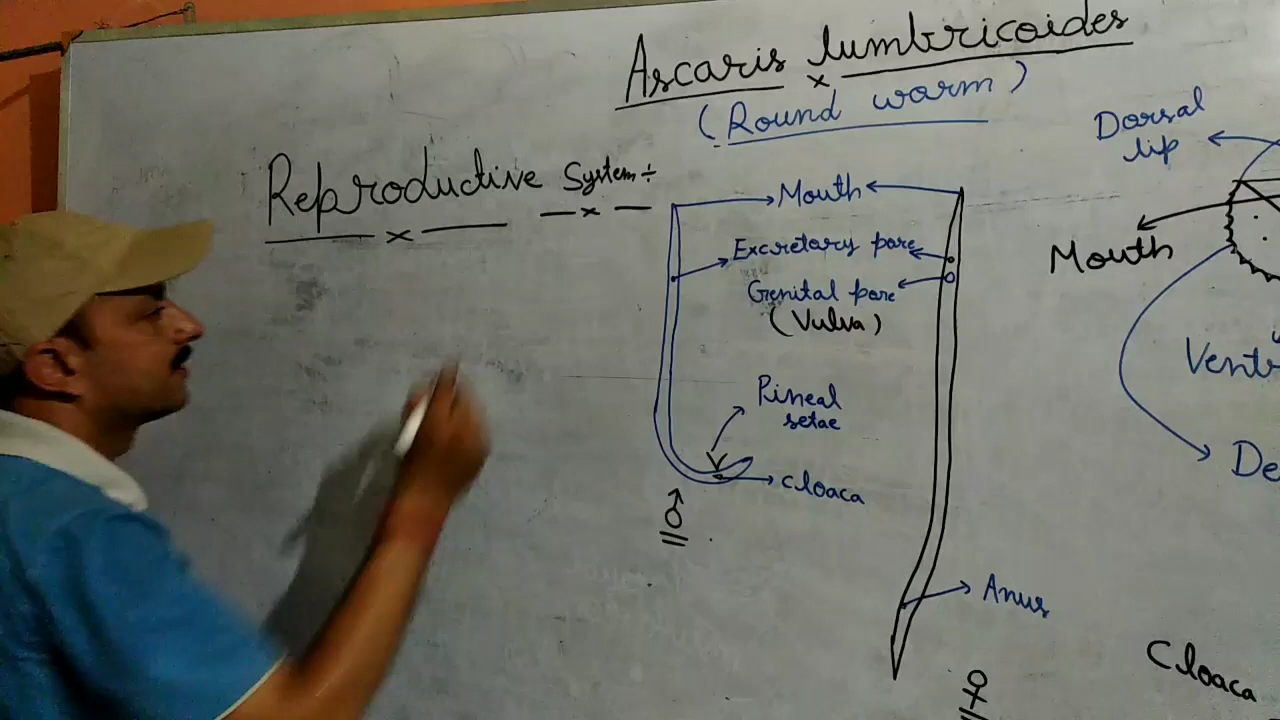 Ascaris lumbricoides
(Round warm)
Reproductive System÷
Mouth
Excretary pore
Genital pore
(Vulva)
Pineal
setae
cloaca
♂
Anus
♀
Dorsal
lip
Mouth
Ventr
De
Cloaca